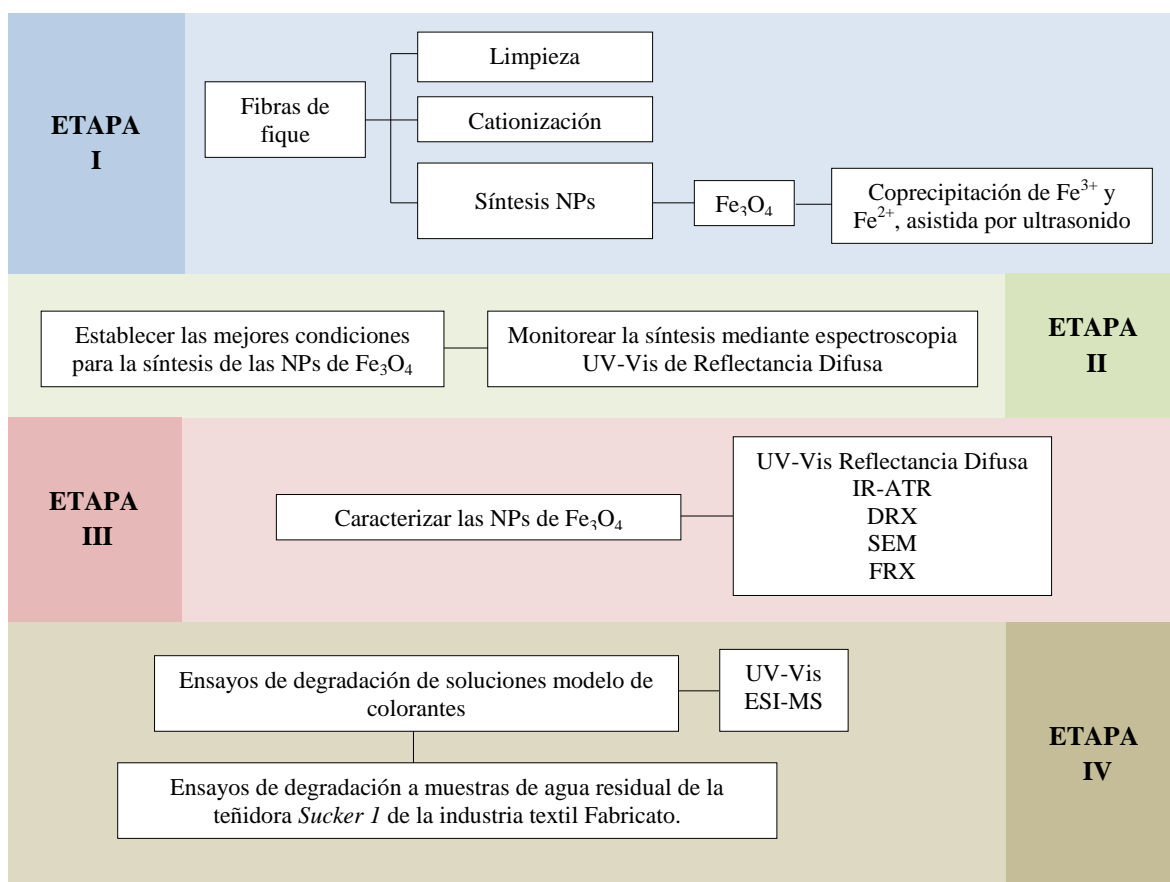 ETAPA
I
Fibras de
fique
Limpieza
Cationización
Síntesis NPs
Fe₃O₄
Coprecipitación de Fe³⁺ y
Fe²⁺, asistida por ultrasonido
Establecer las mejores condiciones
para la síntesis de las NPs de Fe₃O₄
Monitorear la síntesis mediante espectroscopia
UV-Vis de Reflectancia Difusa
ETAPA
II
ETAPA
III
Caracterizar las NPs de Fe₃O₄
UV-Vis Reflectancia Difusa
IR-ATR
DRX
SEM
FRX
Ensayos de degradación de soluciones modelo de
colorantes
UV-Vis
ESI-MS
Ensayos de degradación a muestras de agua residual de la
teñidora Sucker 1 de la industria textil Fabricato.
ETAPA
IV